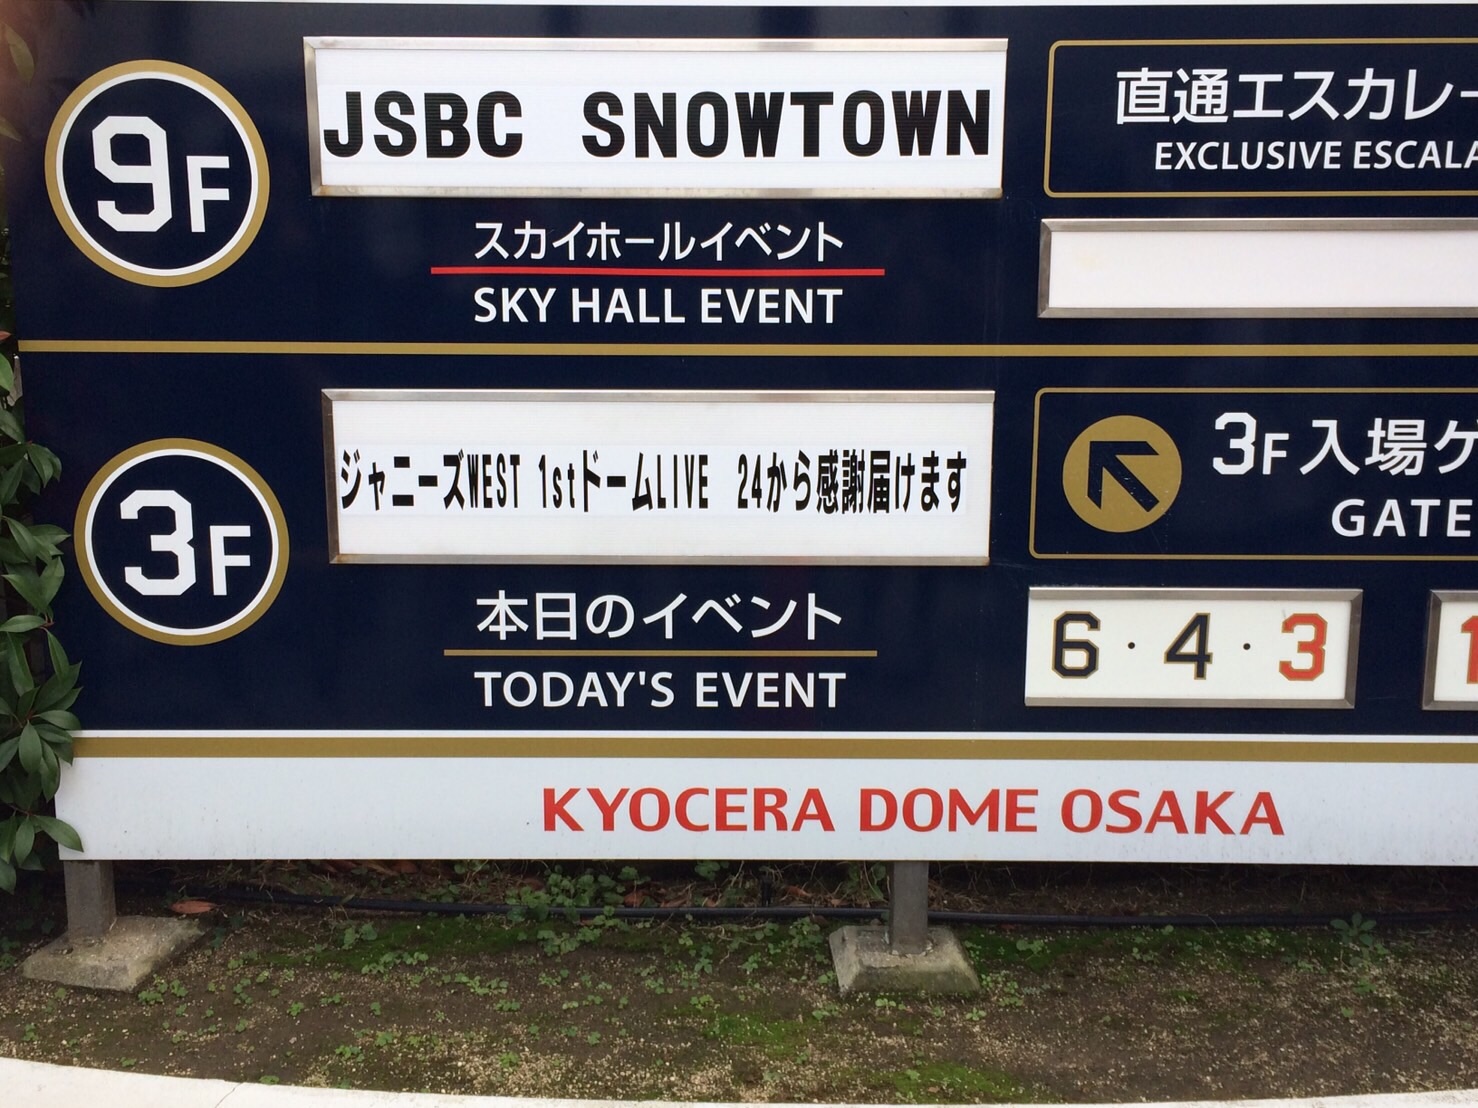 9F
JSBC SNOWTOWN
スカイホールイベント
SKY HALL EVENT
直通エスカレー
EXCLUSIVE ESCALA
3F
ジャニーズWEST 1stドームLIVE 24から感謝届けます
本日のイベント
TODAY'S EVENT
3F入場ゲ
GATE
6・4・3
1
KYOCERA DOME OSAKA